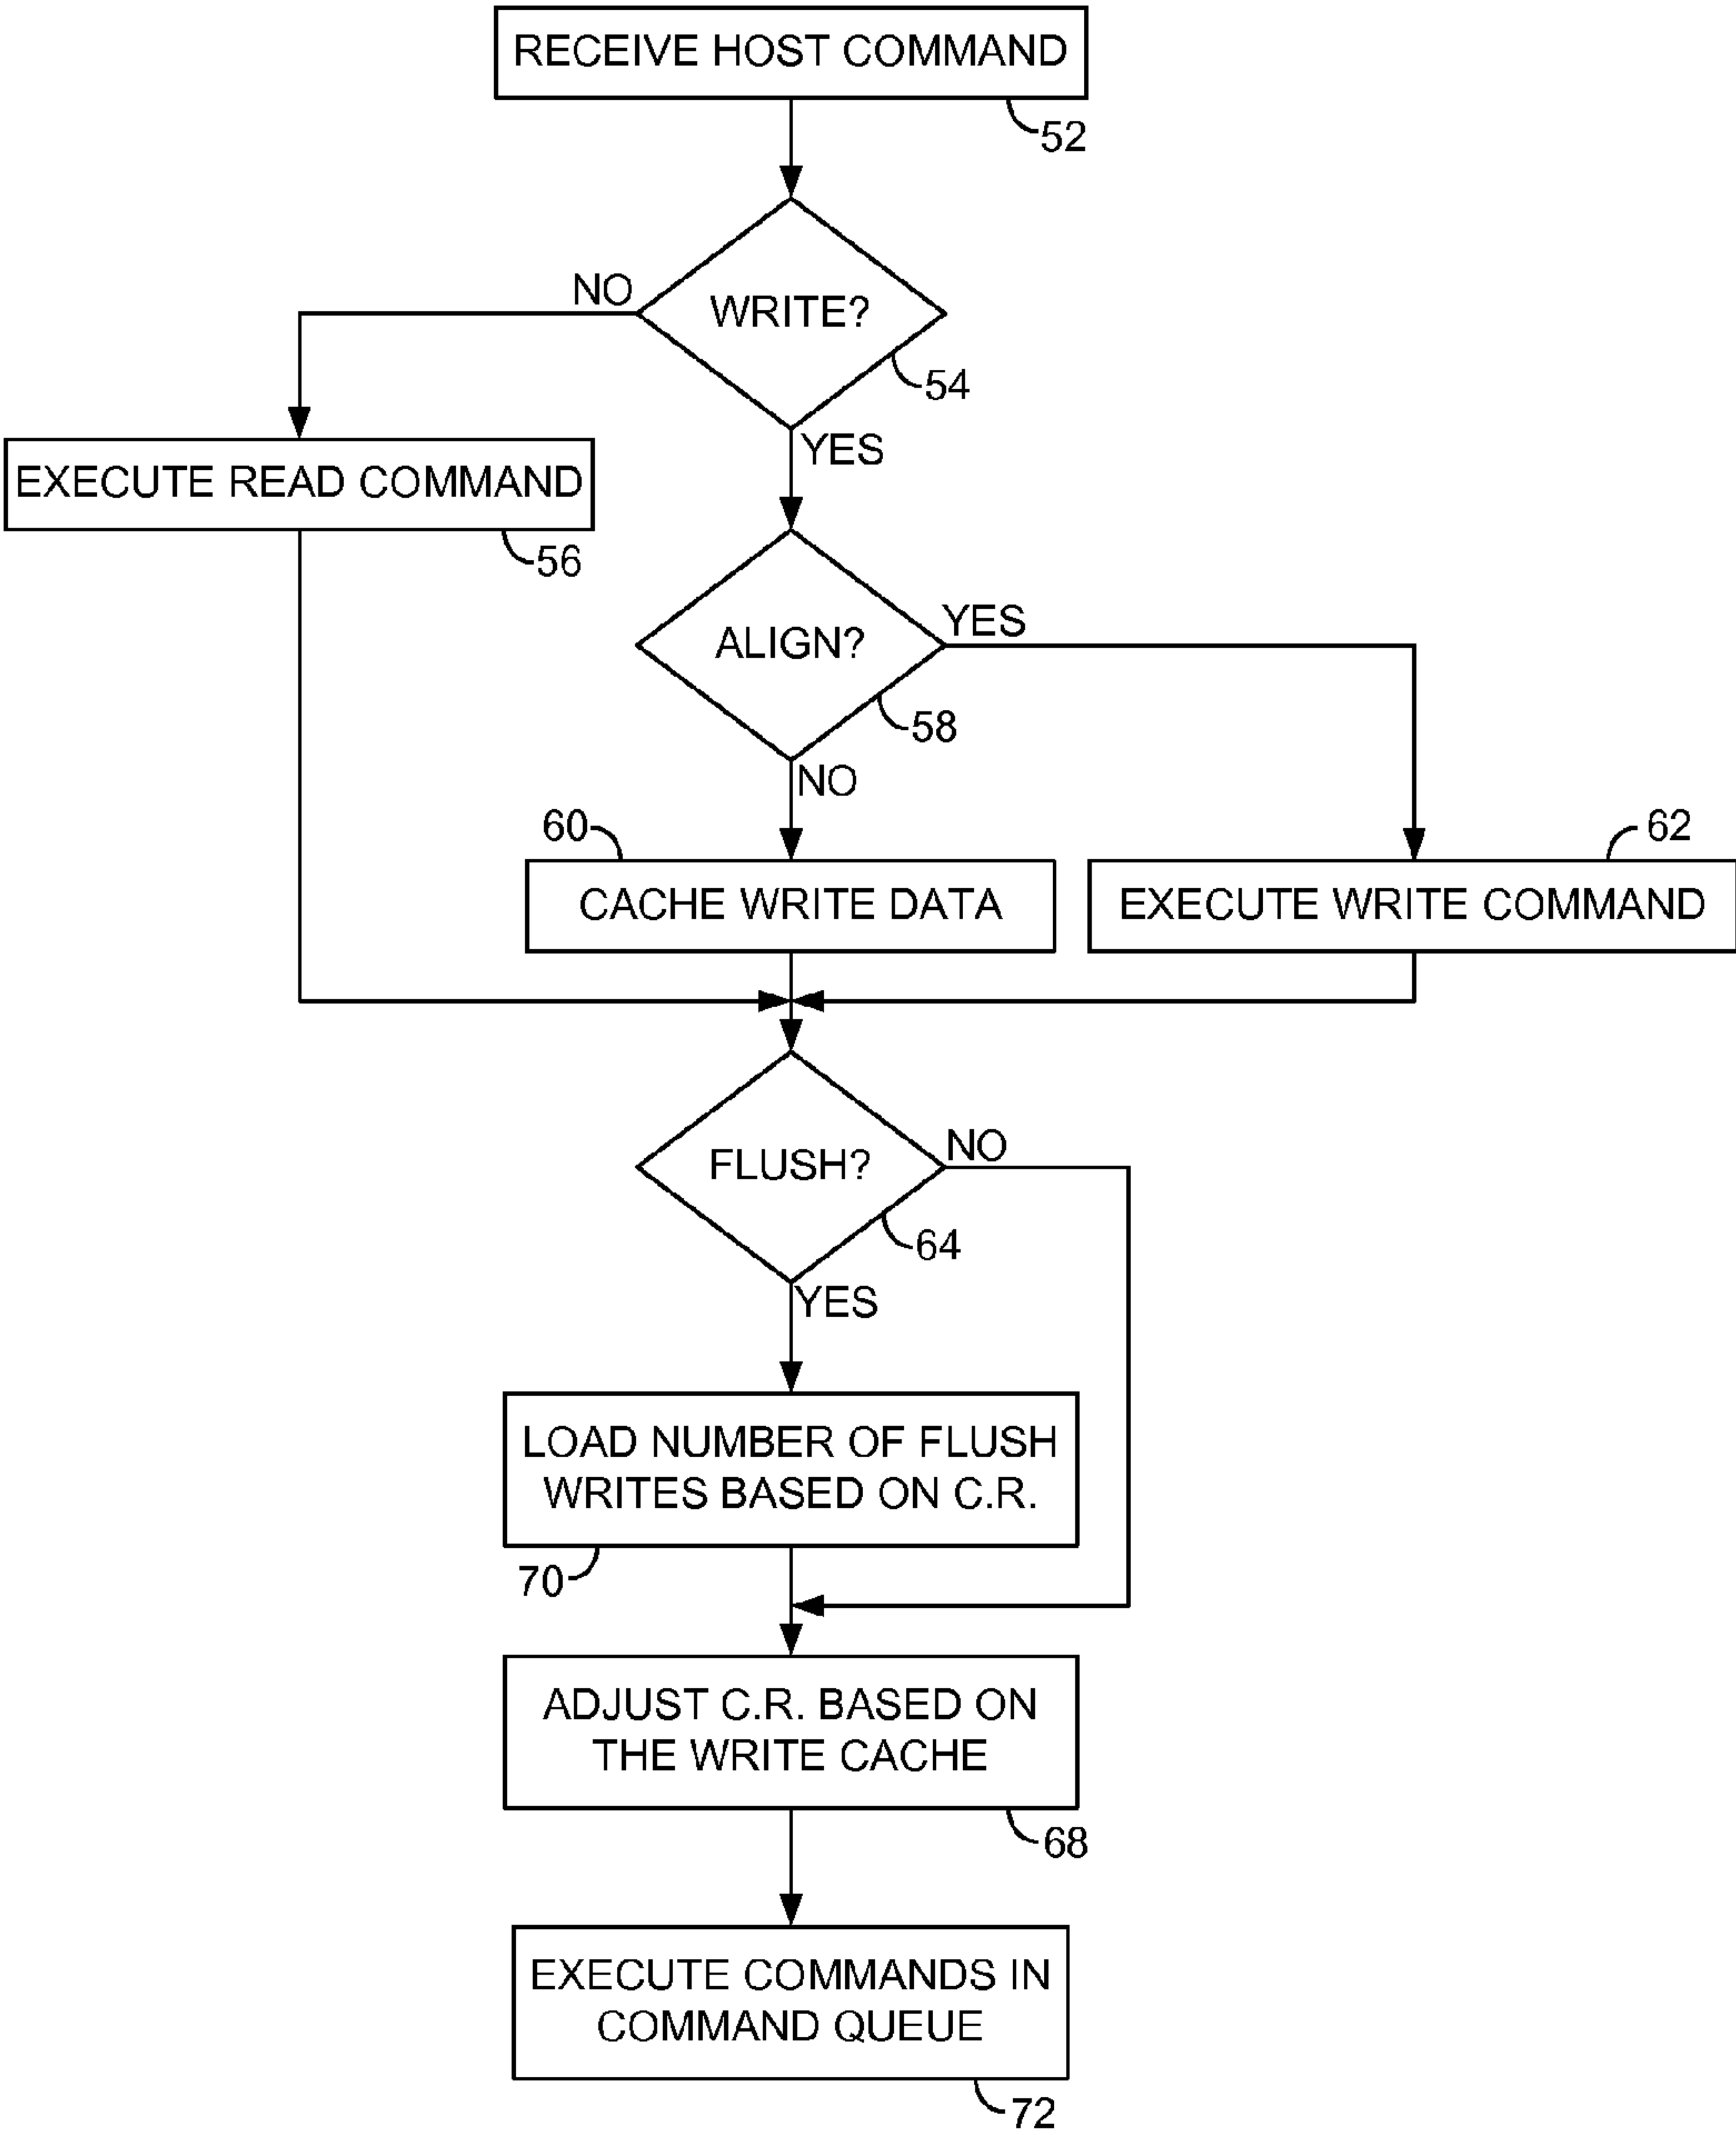 RECEIVE HOST COMMAND
52
NO
WRITE?
54
YES
EXECUTE READ COMMAND
56
YES
ALIGN?
58
NO
60
62
CACHE WRITE DATA
EXECUTE WRITE COMMAND
NO
FLUSH?
64
YES
LOAD NUMBER OF FLUSH
WRITES BASED ON C.R.
70
ADJUST C.R. BASED ON
THE WRITE CACHE
68
EXECUTE COMMANDS IN
COMMAND QUEUE
72